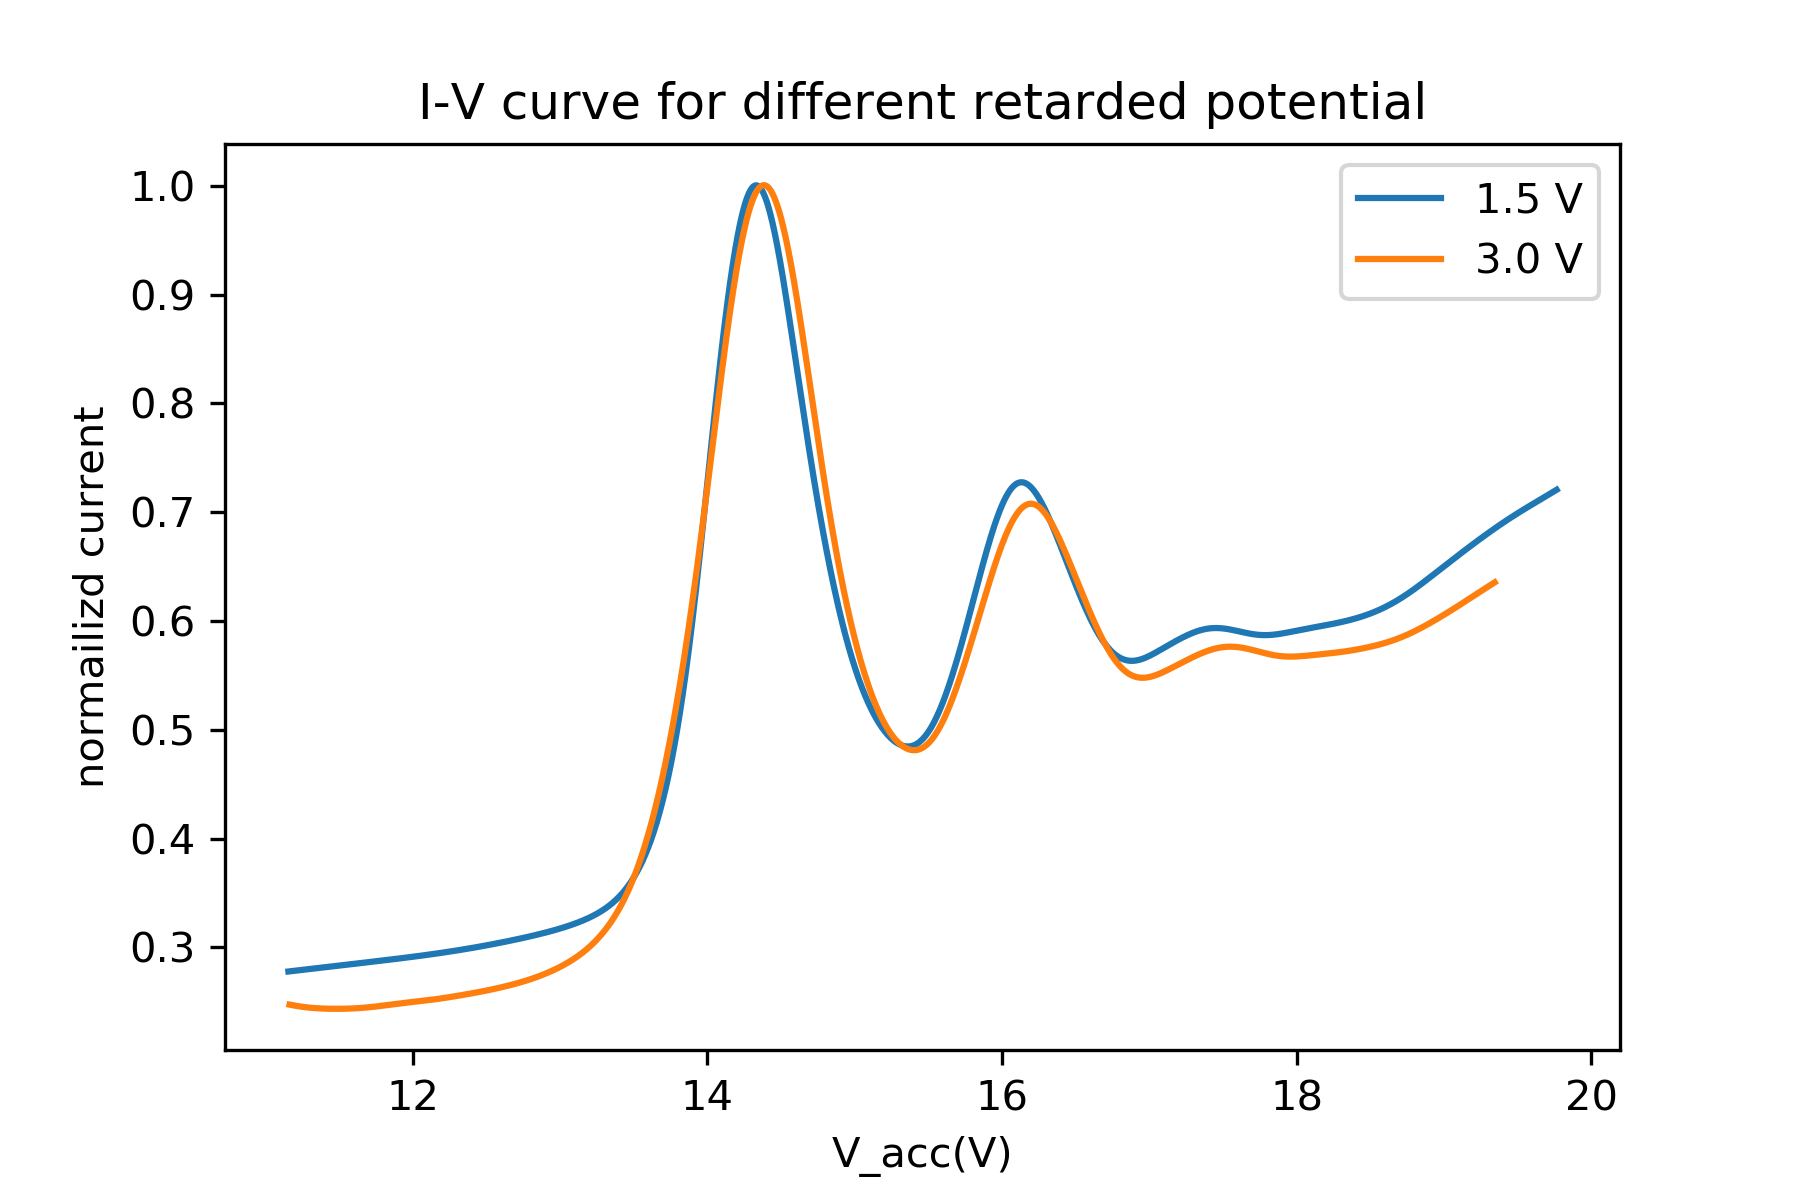 I-V curve for different retarded potential
1.5 V
3.0 V
normailizd current
1.0
0.9
0.8
0.7
0.6
0.5
0.4
0.3
12 14 16 18 20
V_acc(V)